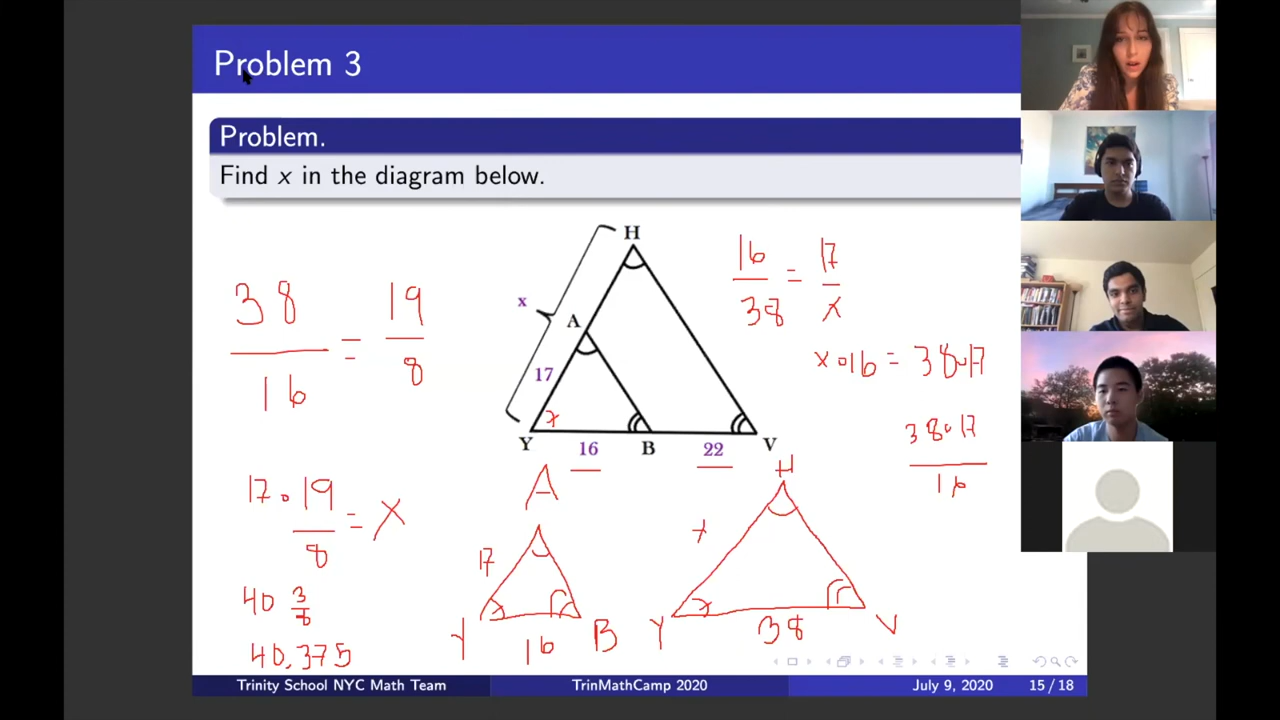 Problem 3
Problem.
Find x in the diagram below.
H
x
A
17
x
Y
16
B
22
V
38
16
=
19
8
16
38
=
17
x
x•16 = 38•17
38•17
16
17 • 19
8
= x
40 3
8
40.375
A
17
Y
16
B
H
x
Y
38
V
Trinity School NYC Math Team
TrinMathCamp 2020
July 9, 2020
15 / 18